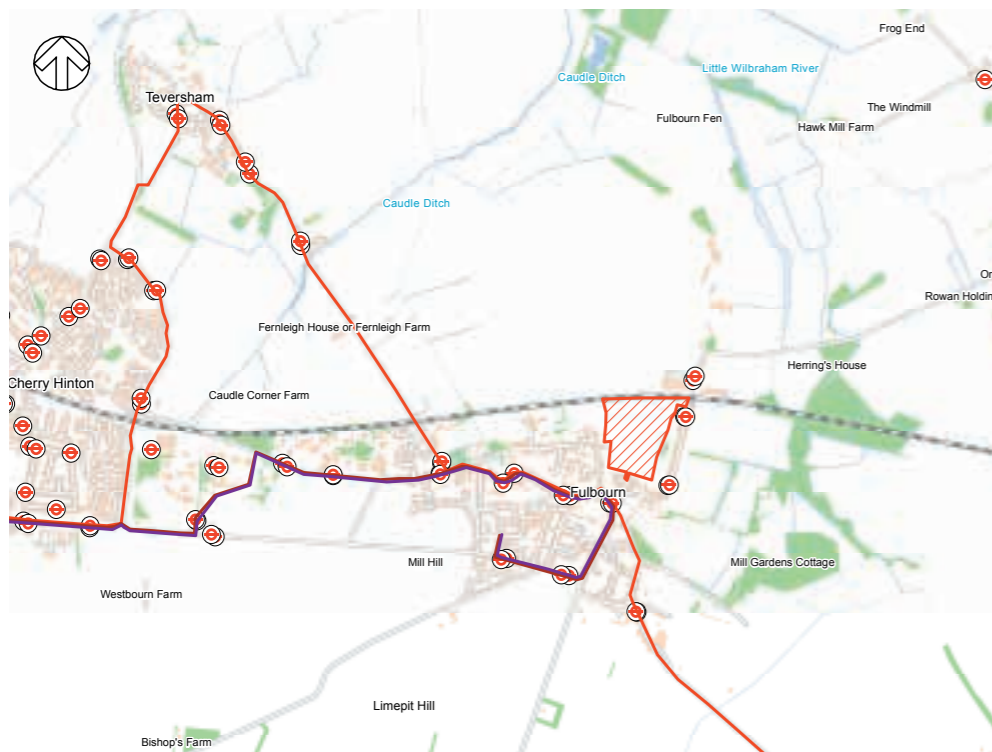 Frog End
Caudle Ditch
Little Wilbraham River
Teversham
The Windmill
Fulbourn Fen
Hawk Mill Farm
Caudle Ditch
Rowan Holdin
Fernleigh House or Fernleigh Farm
Herring's House
Cherry Hinton
Caudle Corner Farm
Fulbourn
Mill Hill
Mill Gardens Cottage
Westbourn Farm
Limepit Hill
Bishop's Farm